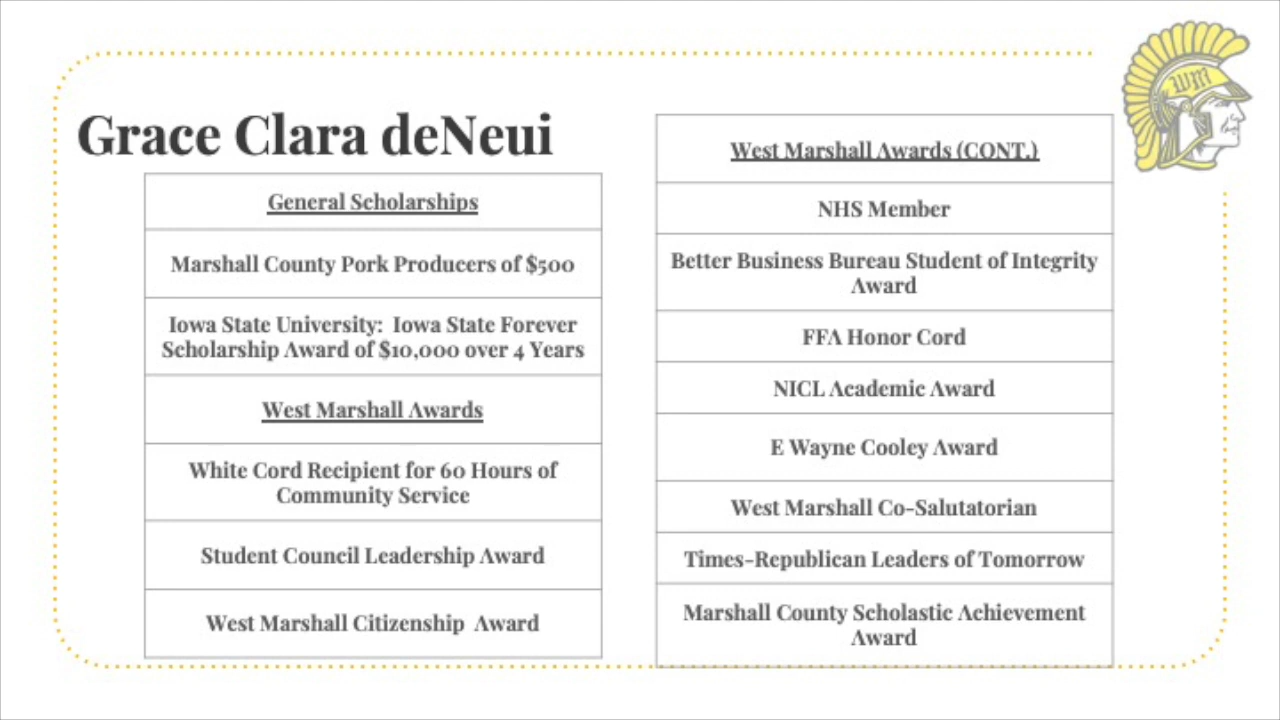 Grace Clara deNeui
General Scholarships
Marshall County Pork Producers of $500
Iowa State University:  Iowa State Forever
Scholarship Award of $10,000 over 4 Years
West Marshall Awards
White Cord Recipient for 60 Hours of
Community Service
Student Council Leadership Award
West Marshall Citizenship  Award
West Marshall Awards (CONT.)
NHS Member
Better Business Bureau Student of Integrity
Award
FFA Honor Cord
NICL Academic Award
E Wayne Cooley Award
West Marshall Co-Salutatorian
Times-Republican Leaders of Tomorrow
Marshall County Scholastic Achievement
Award
WM